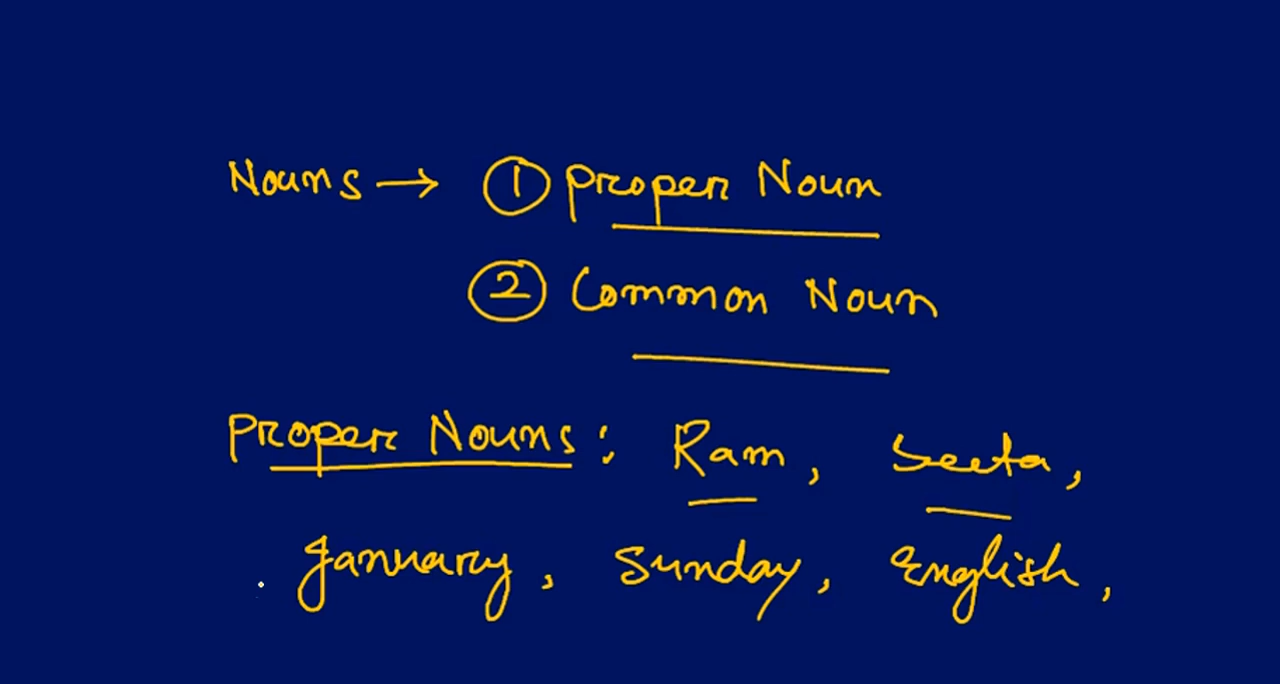 Nouns → ① Proper Noun
② Common Noun
Proper Nouns: Ram, Seeta,
January, Sunday, English,